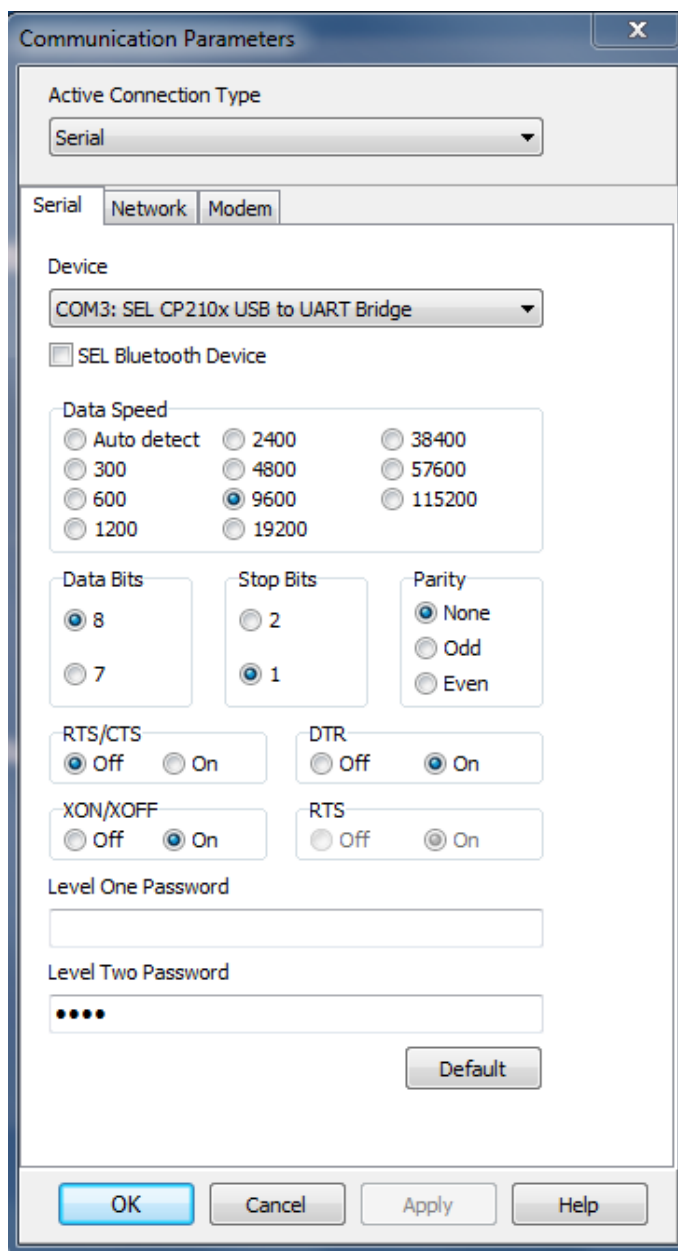 Communication Parameters
X
Active Connection Type
Serial
Serial Network Modem
Device
COM3: SEL CP210x USB to UART Bridge
SEL Bluetooth Device
Data Speed
Auto detect 2400 38400
300 4800 57600
600 9600 115200
1200 19200
Data Bits Stop Bits Parity
8 2 None
Odd
7 1 Even
RTS/CTS DTR
Off On Off On
XON/XOFF RTS
Off On Off On
Level One Password
Level Two Password
••••
Default
OK Cancel Apply Help